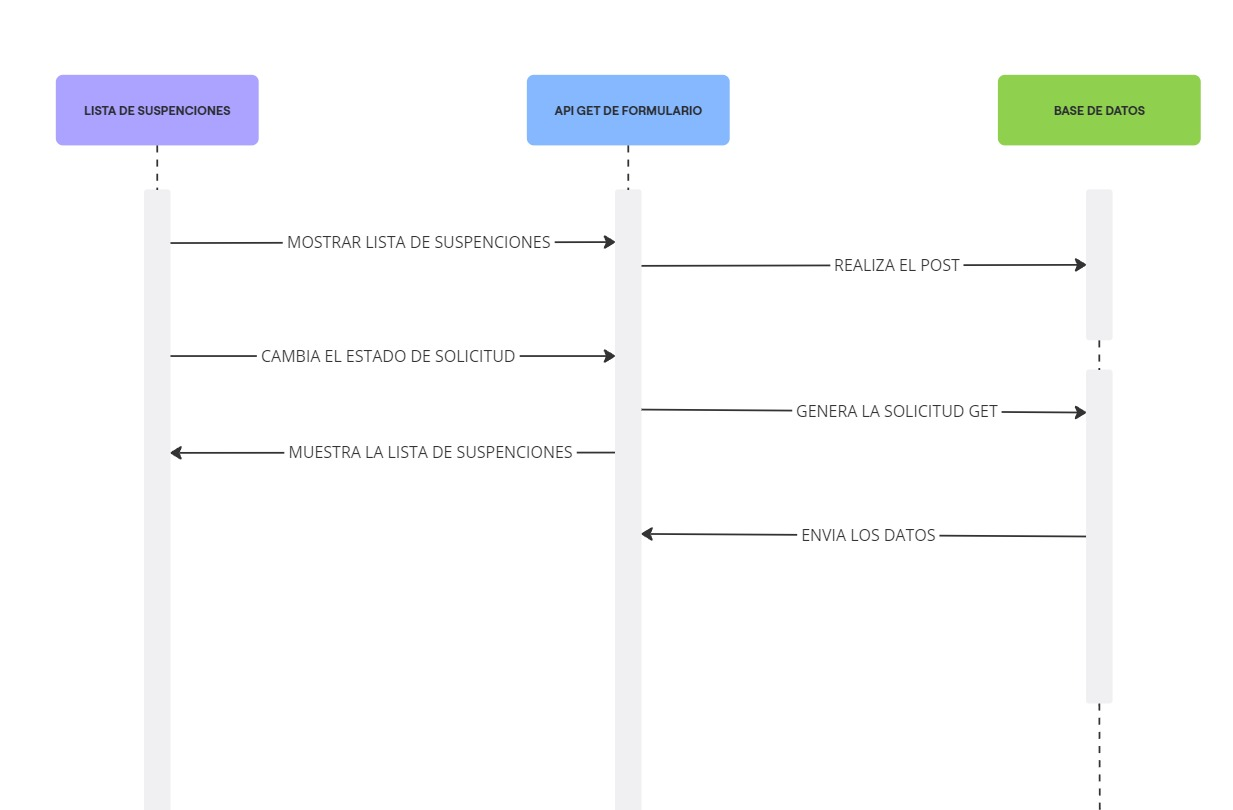 LISTA DE SUSPENCIONES
API GET DE FORMULARIO
BASE DE DATOS
MOSTRAR LISTA DE SUSPENCIONES
REALIZA EL POST
CAMBIA EL ESTADO DE SOLICITUD
GENERA LA SOLICITUD GET
MUESTRA LA LISTA DE SUSPENCIONES
ENVIA LOS DATOS